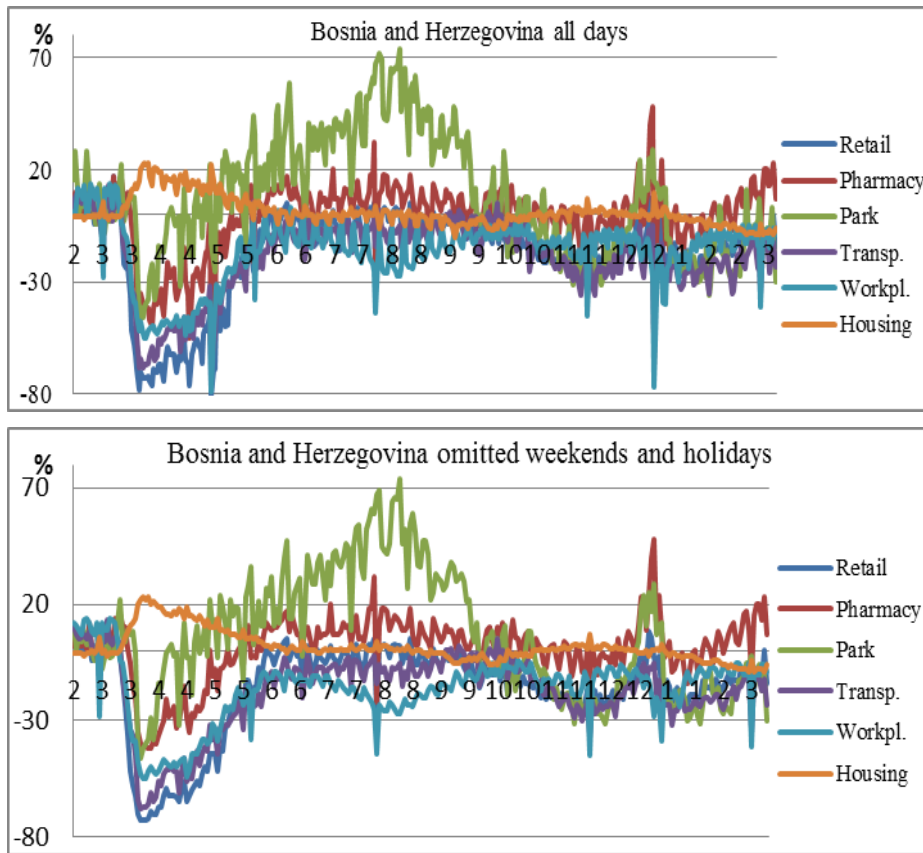 Bosnia and Herzegovina all days
%
70
20
-30
-80
2 3 3 4 4 5 5 6 6 7 7 8 8 9 9 10 10 11 11 12 12 1 1 2 2 3
Retail
Pharmacy
Park
Transp.
Workpl.
Housing
Bosnia and Herzegovina omitted weekends and holidays
%
70
20
-30
-80
2 3 3 4 4 5 5 6 6 7 7 8 8 9 9 10 10 11 11 12 12 1 1 2 3
Retail
Pharmacy
Park
Transp.
Workpl.
Housing